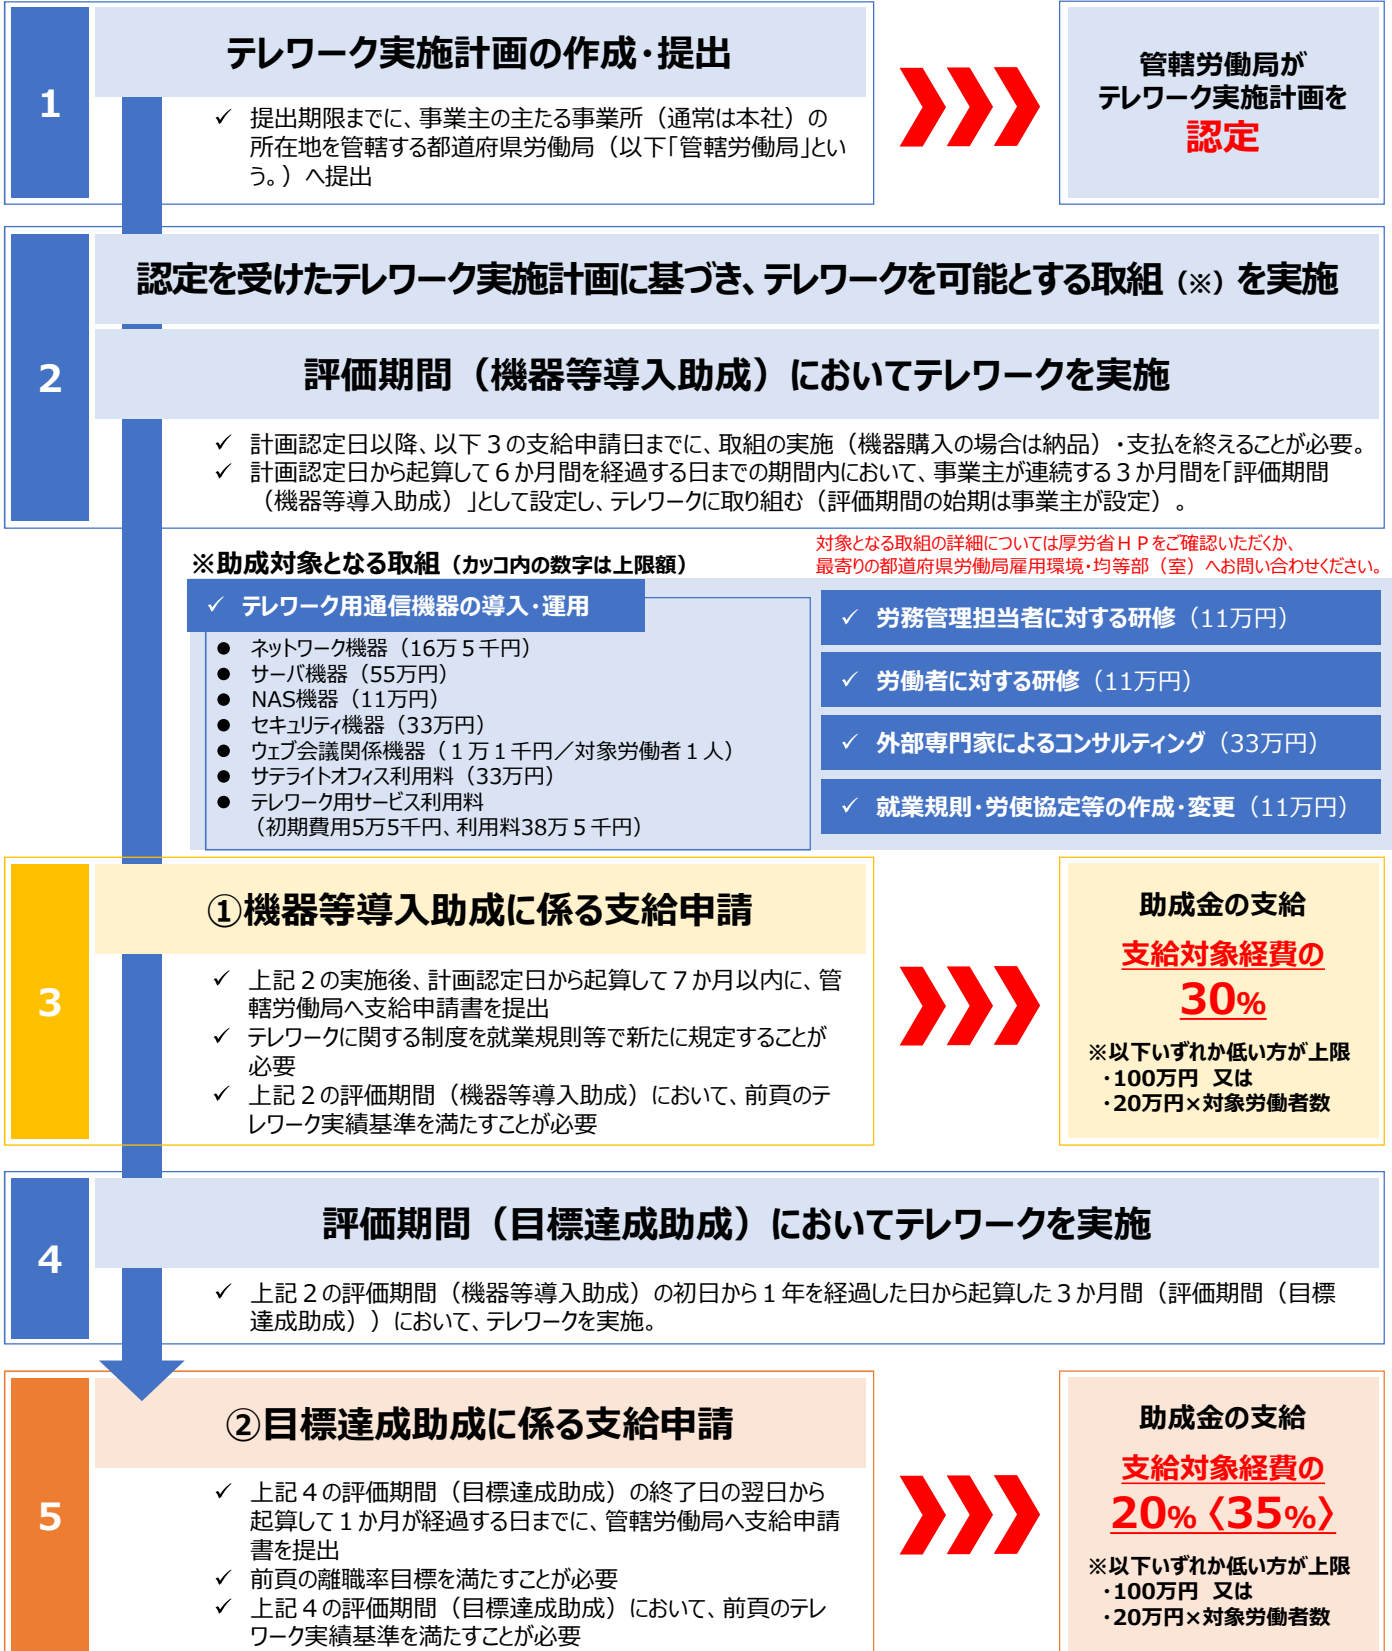 1
テレワーク実施計画の作成・提出
✓ 提出期限までに、事業主の主たる事業所（通常は本社）の
所在地を管轄する都道府県労働局（以下「管轄労働局」とい
う。）へ提出
管轄労働局が
テレワーク実施計画を
認定
2
認定を受けたテレワーク実施計画に基づき、テレワークを可能とする取組（※）を実施
評価期間（機器等導入助成）においてテレワークを実施
✓ 計画認定日以降、以下３の支給申請日までに、取組の実施（機器購入の場合は納品）・支払を終えることが必要。
✓ 計画認定日から起算して６か月間を経過する日までの期間内において、事業主が連続する３か月間を「評価期間
（機器等導入助成）」として設定し、テレワークに取り組む（評価期間の始期は事業主が設定）。
※助成対象となる取組（カッコ内の数字は上限額）
対象となる取組の詳細については厚労省ＨＰをご確認いただくか、
最寄りの都道府県労働局雇用環境・均等部（室）へお問い合わせください。
✓ テレワーク用通信機器の導入・運用
● ネットワーク機器（16万５千円）
● サーバ機器（55万円）
● NAS機器（11万円）
● セキュリティ機器（33万円）
● ウェブ会議関係機器（１万１千円／対象労働者１人）
● サテライトオフィス利用料（33万円）
● テレワーク用サービス利用料
（初期費用5万5千円、利用料38万５千円）
✓ 労務管理担当者に対する研修（11万円）
✓ 労働者に対する研修（11万円）
✓ 外部専門家によるコンサルティング（33万円）
✓ 就業規則・労使協定等の作成・変更（11万円）
3
①機器等導入助成に係る支給申請
✓ 上記２の実施後、計画認定日から起算して７か月以内に、管
轄労働局へ支給申請書を提出
✓ テレワークに関する制度を就業規則等で新たに規定することが
必要
✓ 上記２の評価期間（機器等導入助成）において、前頁のテ
レワーク実績基準を満たすことが必要
助成金の支給
支給対象経費の
30%
※以下いずれか低い方が上限
・100万円 又は
・20万円×対象労働者数
4
評価期間（目標達成助成）においてテレワークを実施
✓ 上記２の評価期間（機器等導入助成）の初日から１年を経過した日から起算した３か月間（評価期間（目標
達成助成））において、テレワークを実施。
5
②目標達成助成に係る支給申請
✓ 上記４の評価期間（目標達成助成）の終了日の翌日から
起算して１か月が経過する日までに、管轄労働局へ支給申請
書を提出
✓ 前頁の離職率目標を満たすことが必要
✓ 上記４の評価期間（目標達成助成）において、前頁のテレ
ワーク実績基準を満たすことが必要
助成金の支給
支給対象経費の
20%〈35%〉
※以下いずれか低い方が上限
・100万円 又は
・20万円×対象労働者数